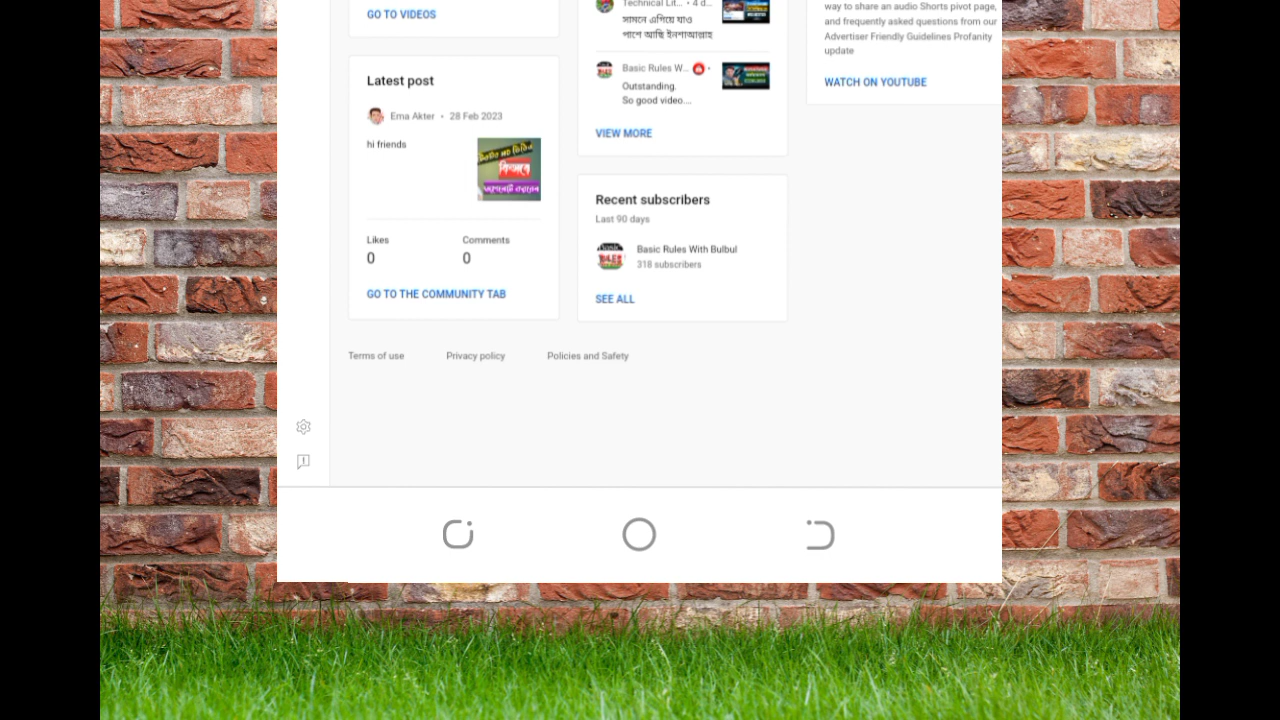 GO TO VIDEOS
Latest post
Ema Akter • 28 Feb 2023
hi friends
কিভাবে
Likes
Comments
0
0
GO TO THE COMMUNITY TAB
Technical Lit... • 4 d...
সামনে এগিয়ে যাও
পাশে আছি ইনশাআল্লাহ
Basic Rules W... •
Outstanding.
So good video....
VIEW MORE
Recent subscribers
Last 90 days
Basic Rules With Bulbul
318 subscribers
SEE ALL
way to share an audio Shorts pivot page,
and frequently asked questions from our
Advertiser Friendly Guidelines Profanity
update
WATCH ON YOUTUBE
Terms of use
Privacy policy
Policies and Safety